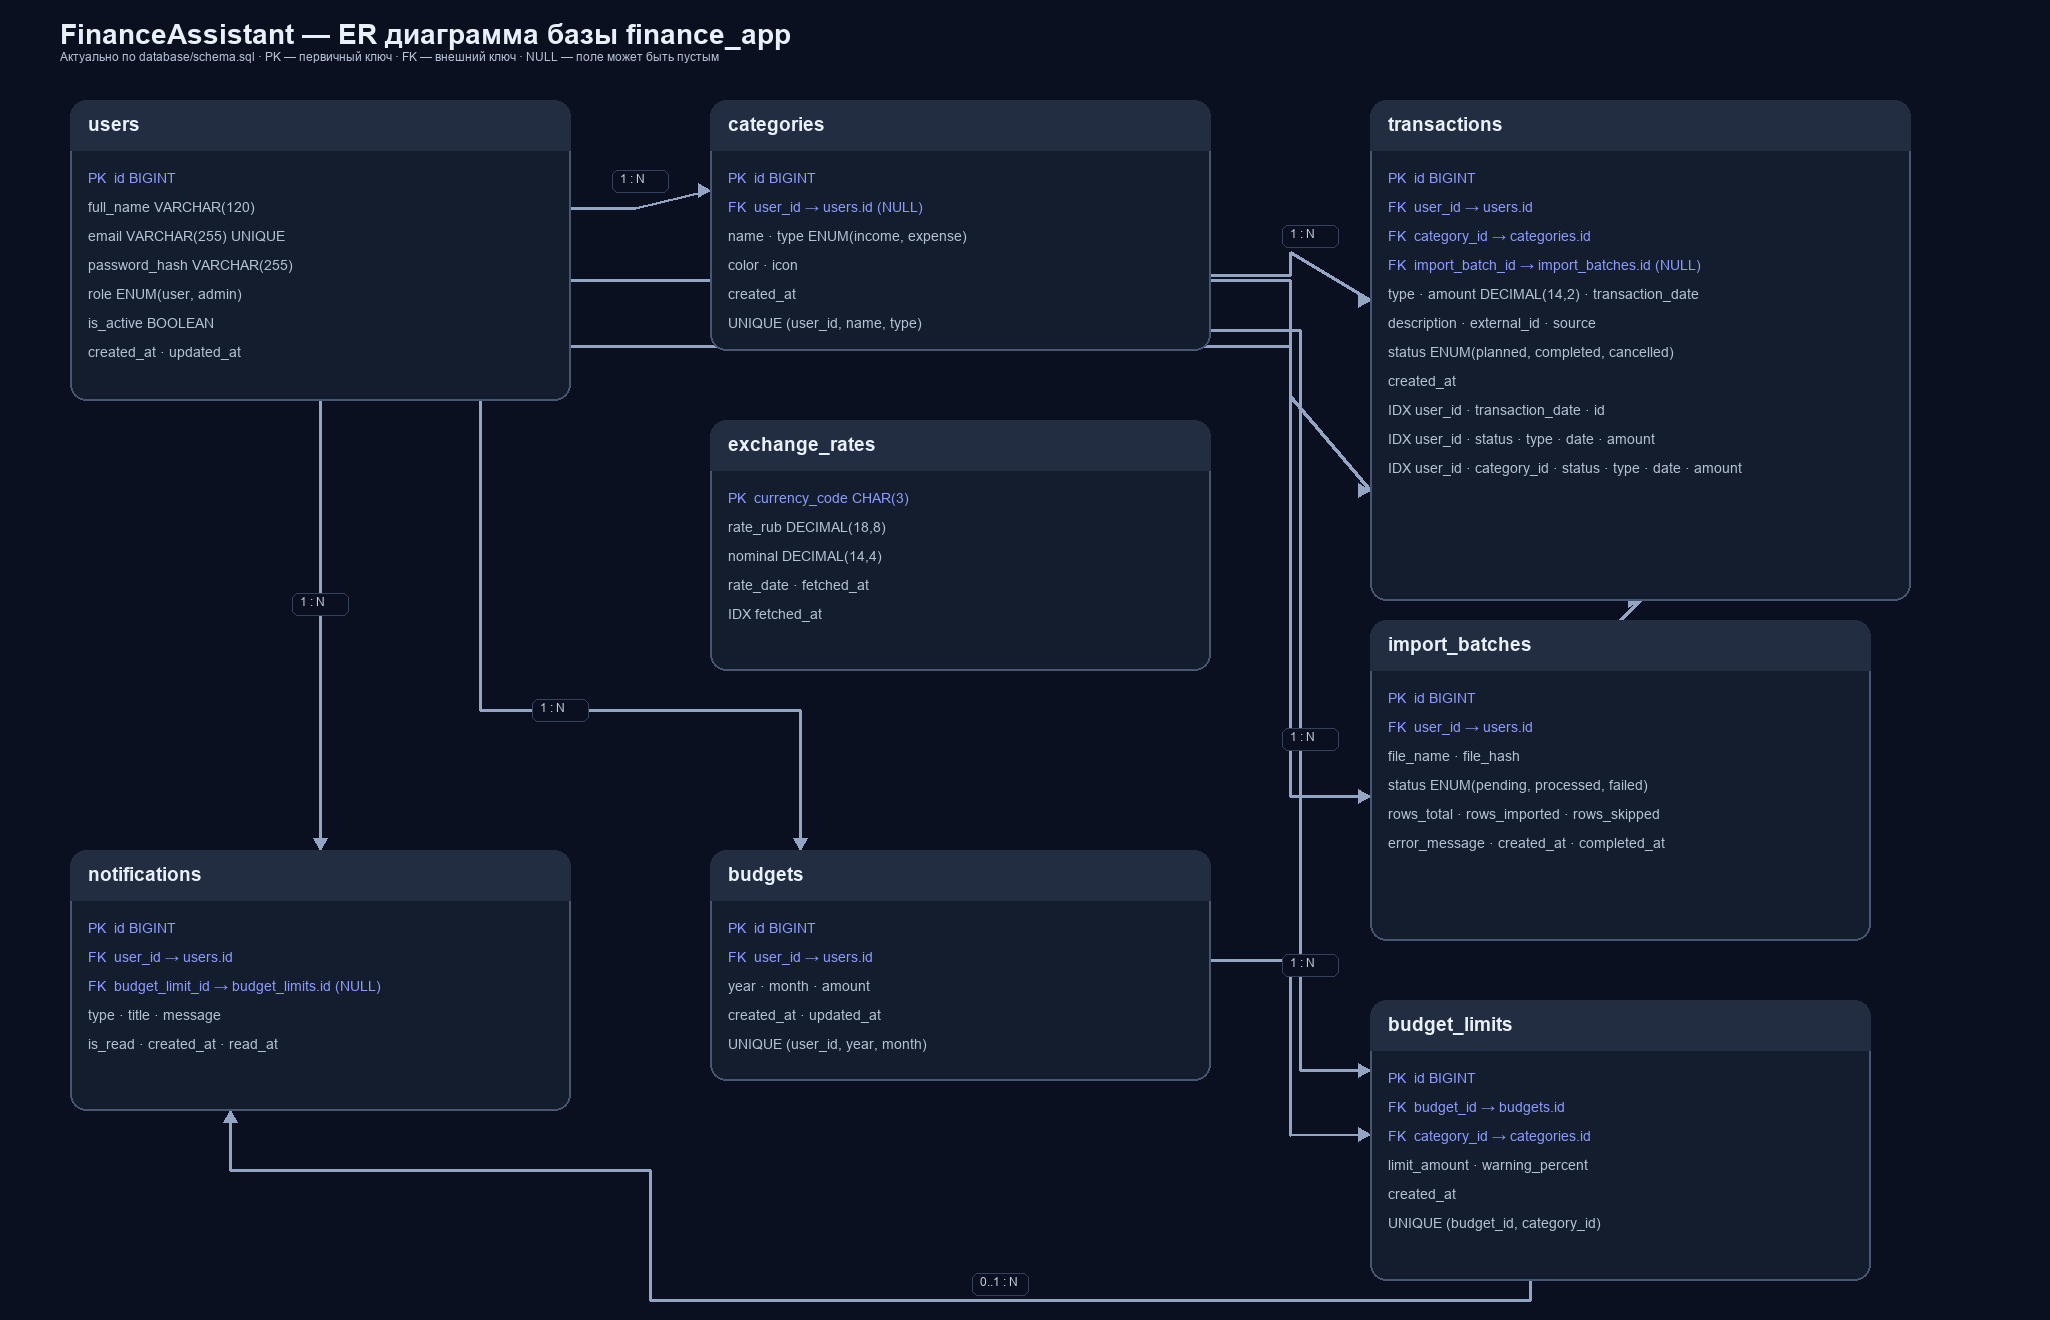 FinanceAssistant — ER диаграмма базы finance_app
Актуально по database/schema.sql · PK — первичный ключ · FK — внешний ключ · NULL — поле может быть пустым
users
PK id BIGINT
full_name VARCHAR(120)
email VARCHAR(255) UNIQUE
password_hash VARCHAR(255)
role ENUM(user, admin)
is_active BOOLEAN
created_at · updated_at
1 : N
categories
PK id BIGINT
FK user_id → users.id (NULL)
name · type ENUM(income, expense)
color · icon
created_at
UNIQUE (user_id, name, type)
1 : N
transactions
PK id BIGINT
FK user_id → users.id
FK category_id → categories.id
FK import_batch_id → import_batches.id (NULL)
type · amount DECIMAL(14,2) · transaction_date
description · external_id · source
status ENUM(planned, completed, cancelled)
created_at
IDX user_id · transaction_date · id
IDX user_id · status · type · date · amount
IDX user_id · category_id · status · type · date · amount
exchange_rates
PK currency_code CHAR(3)
rate_rub DECIMAL(18,8)
nominal DECIMAL(14,4)
rate_date · fetched_at
IDX fetched_at
1 : N
1 : N
1 : N
import_batches
PK id BIGINT
FK user_id → users.id
file_name · file_hash
status ENUM(pending, processed, failed)
rows_total · rows_imported · rows_skipped
error_message · created_at · completed_at
notifications
PK id BIGINT
FK user_id → users.id
FK budget_limit_id → budget_limits.id (NULL)
type · title · message
is_read · created_at · read_at
budgets
PK id BIGINT
FK user_id → users.id
year · month · amount
created_at · updated_at
UNIQUE (user_id, year, month)
1 : N
budget_limits
PK id BIGINT
FK budget_id → budgets.id
FK category_id → categories.id
limit_amount · warning_percent
created_at
UNIQUE (budget_id, category_id)
0..1 : N